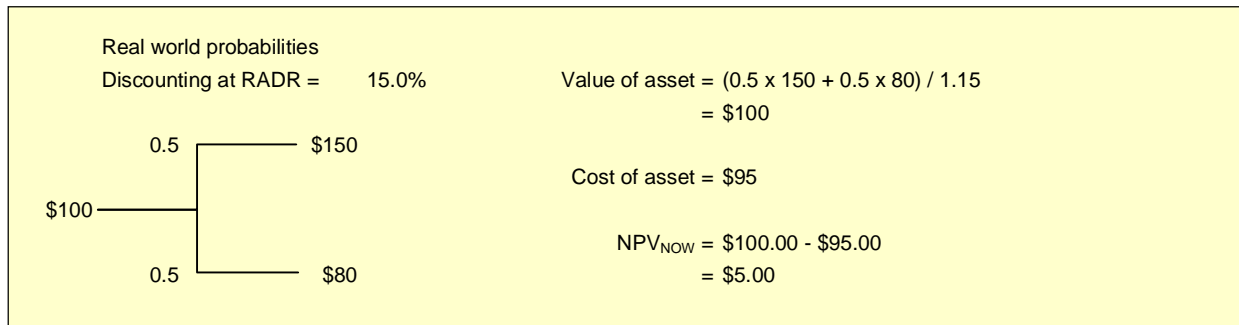 Real world probabilities
Discounting at RADR = 15.0%
Value of asset = (0.5 x 150 + 0.5 x 80) / 1.15
= $100
0.5 $150
Cost of asset = $95
$100
NPVNOW = $100.00 - $95.00
0.5 $80
= $5.00